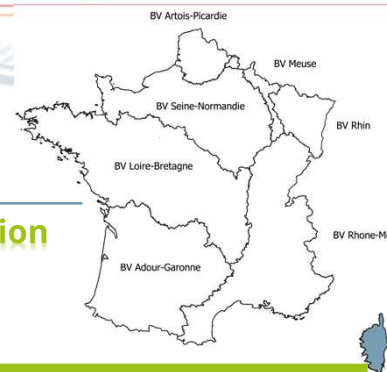 BV Artois-Picardie
BV Meuse
BV Seine-Normandie
BV Rhin
BV Loire-Bretagne
BV Rhone-M
ion
BV Adour-Garonne